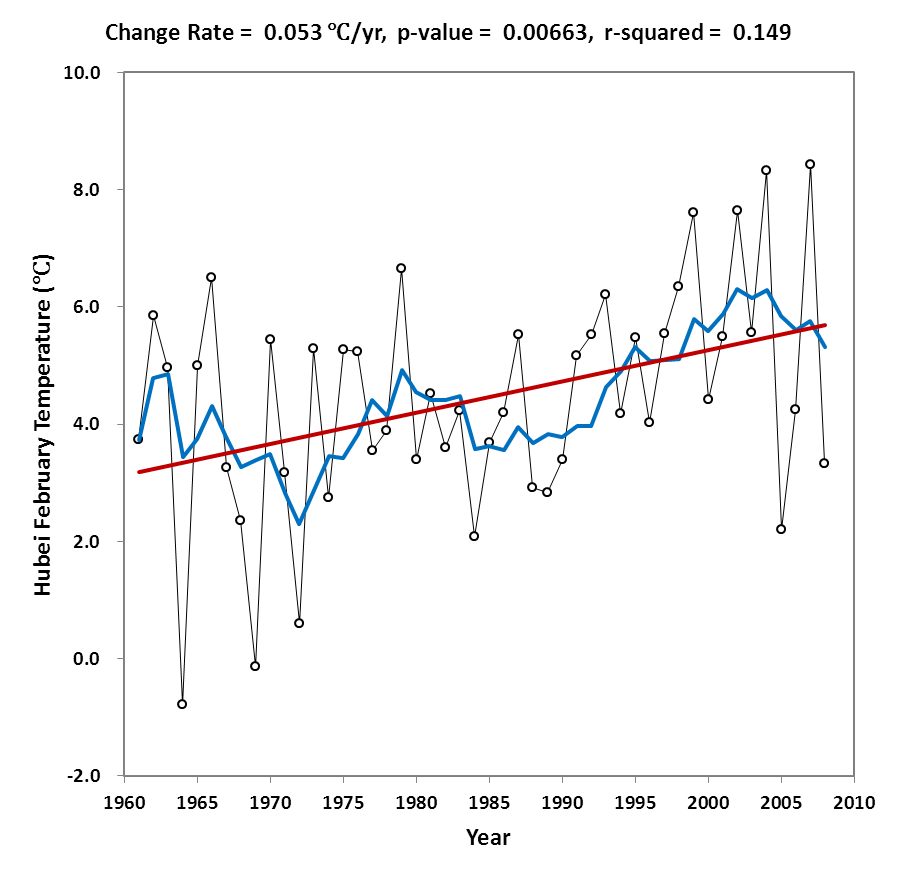 Change Rate = 0.053 ℃/yr, p-value = 0.00663, r-squared = 0.149
10.0
8.0
6.0
4.0
2.0
0.0
-2.0
Hubei February Temperature (℃)
1960 1965 1970 1975 1980 1985 1990 1995 2000 2005 2010
Year